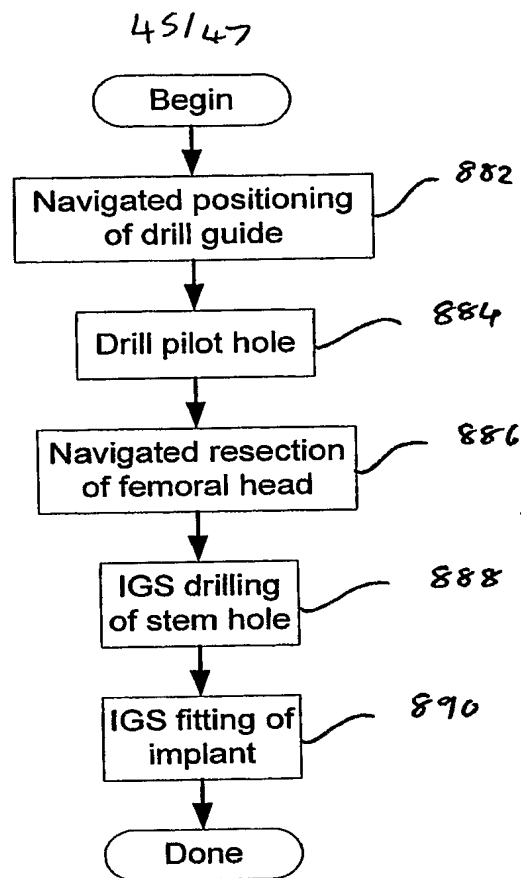 45/47
Begin
882
Navigated positioning
of drill guide
884
Drill pilot hole
886
Navigated resection
of femoral head
888
IGS drilling
of stem hole
890
IGS fitting of
implant
Done